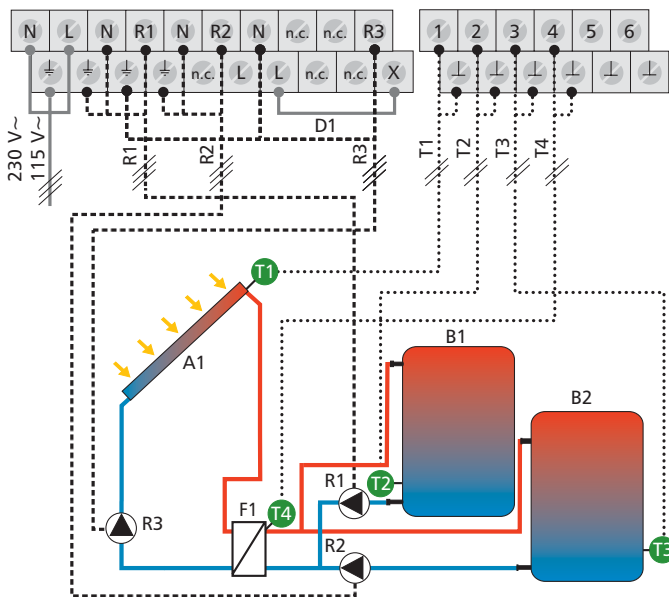 N L N R1 N R2 N n.c. n.c. R3
n.c. L L n.c. n.c. X
1 2 3 4 5 6
D1
230 V~
115 V~
R1
R2
R3
T1
T2
T3
T4
T1
A1
B1
B2
R1
T2
F1
T4
R3
R2
T3